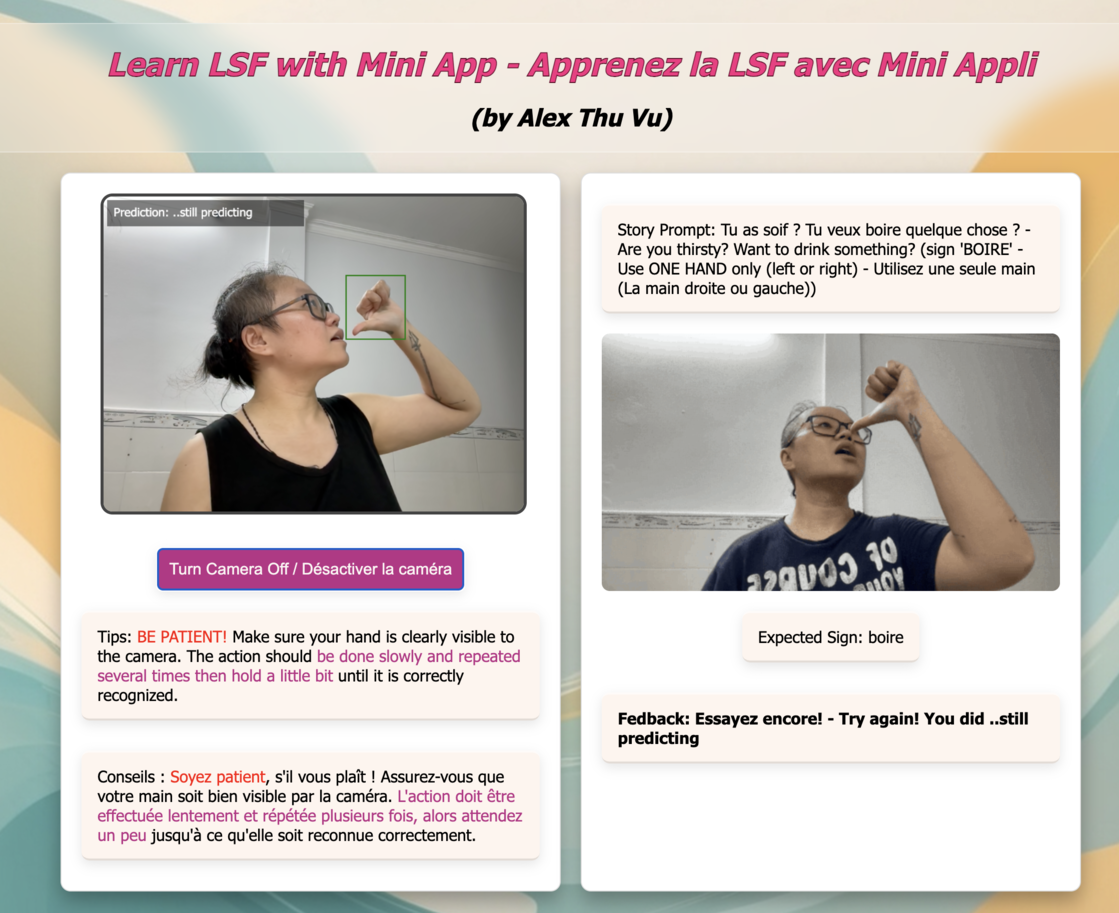 Learn LSF with Mini App - Apprenez la LSF avec Mini Appli
(by Alex Thu Vu)
Prediction: ..still predicting
Turn Camera Off / Désactiver la caméra
Tips: BE PATIENT! Make sure your hand is clearly visible to
the camera. The action should be done slowly and repeated
several times then hold a little bit until it is correctly
recognized.
Conseils : Soyez patient, s'il vous plaît ! Assurez-vous que
votre main soit bien visible par la caméra. L'action doit être
effectuée lentement et répétée plusieurs fois, alors attendez
un peu jusqu'à ce qu'elle soit reconnue correctement.
Story Prompt: Tu as soif ? Tu veux boire quelque chose ? -
Are you thirsty? Want to drink something? (sign 'BOIRE' -
Use ONE HAND only (left or right) - Utilisez une seule main
(La main droite ou gauche))
OF COURSE
YOUR
Expected Sign: boire
Fedback: Essayez encore! - Try again! You did ..still
predicting